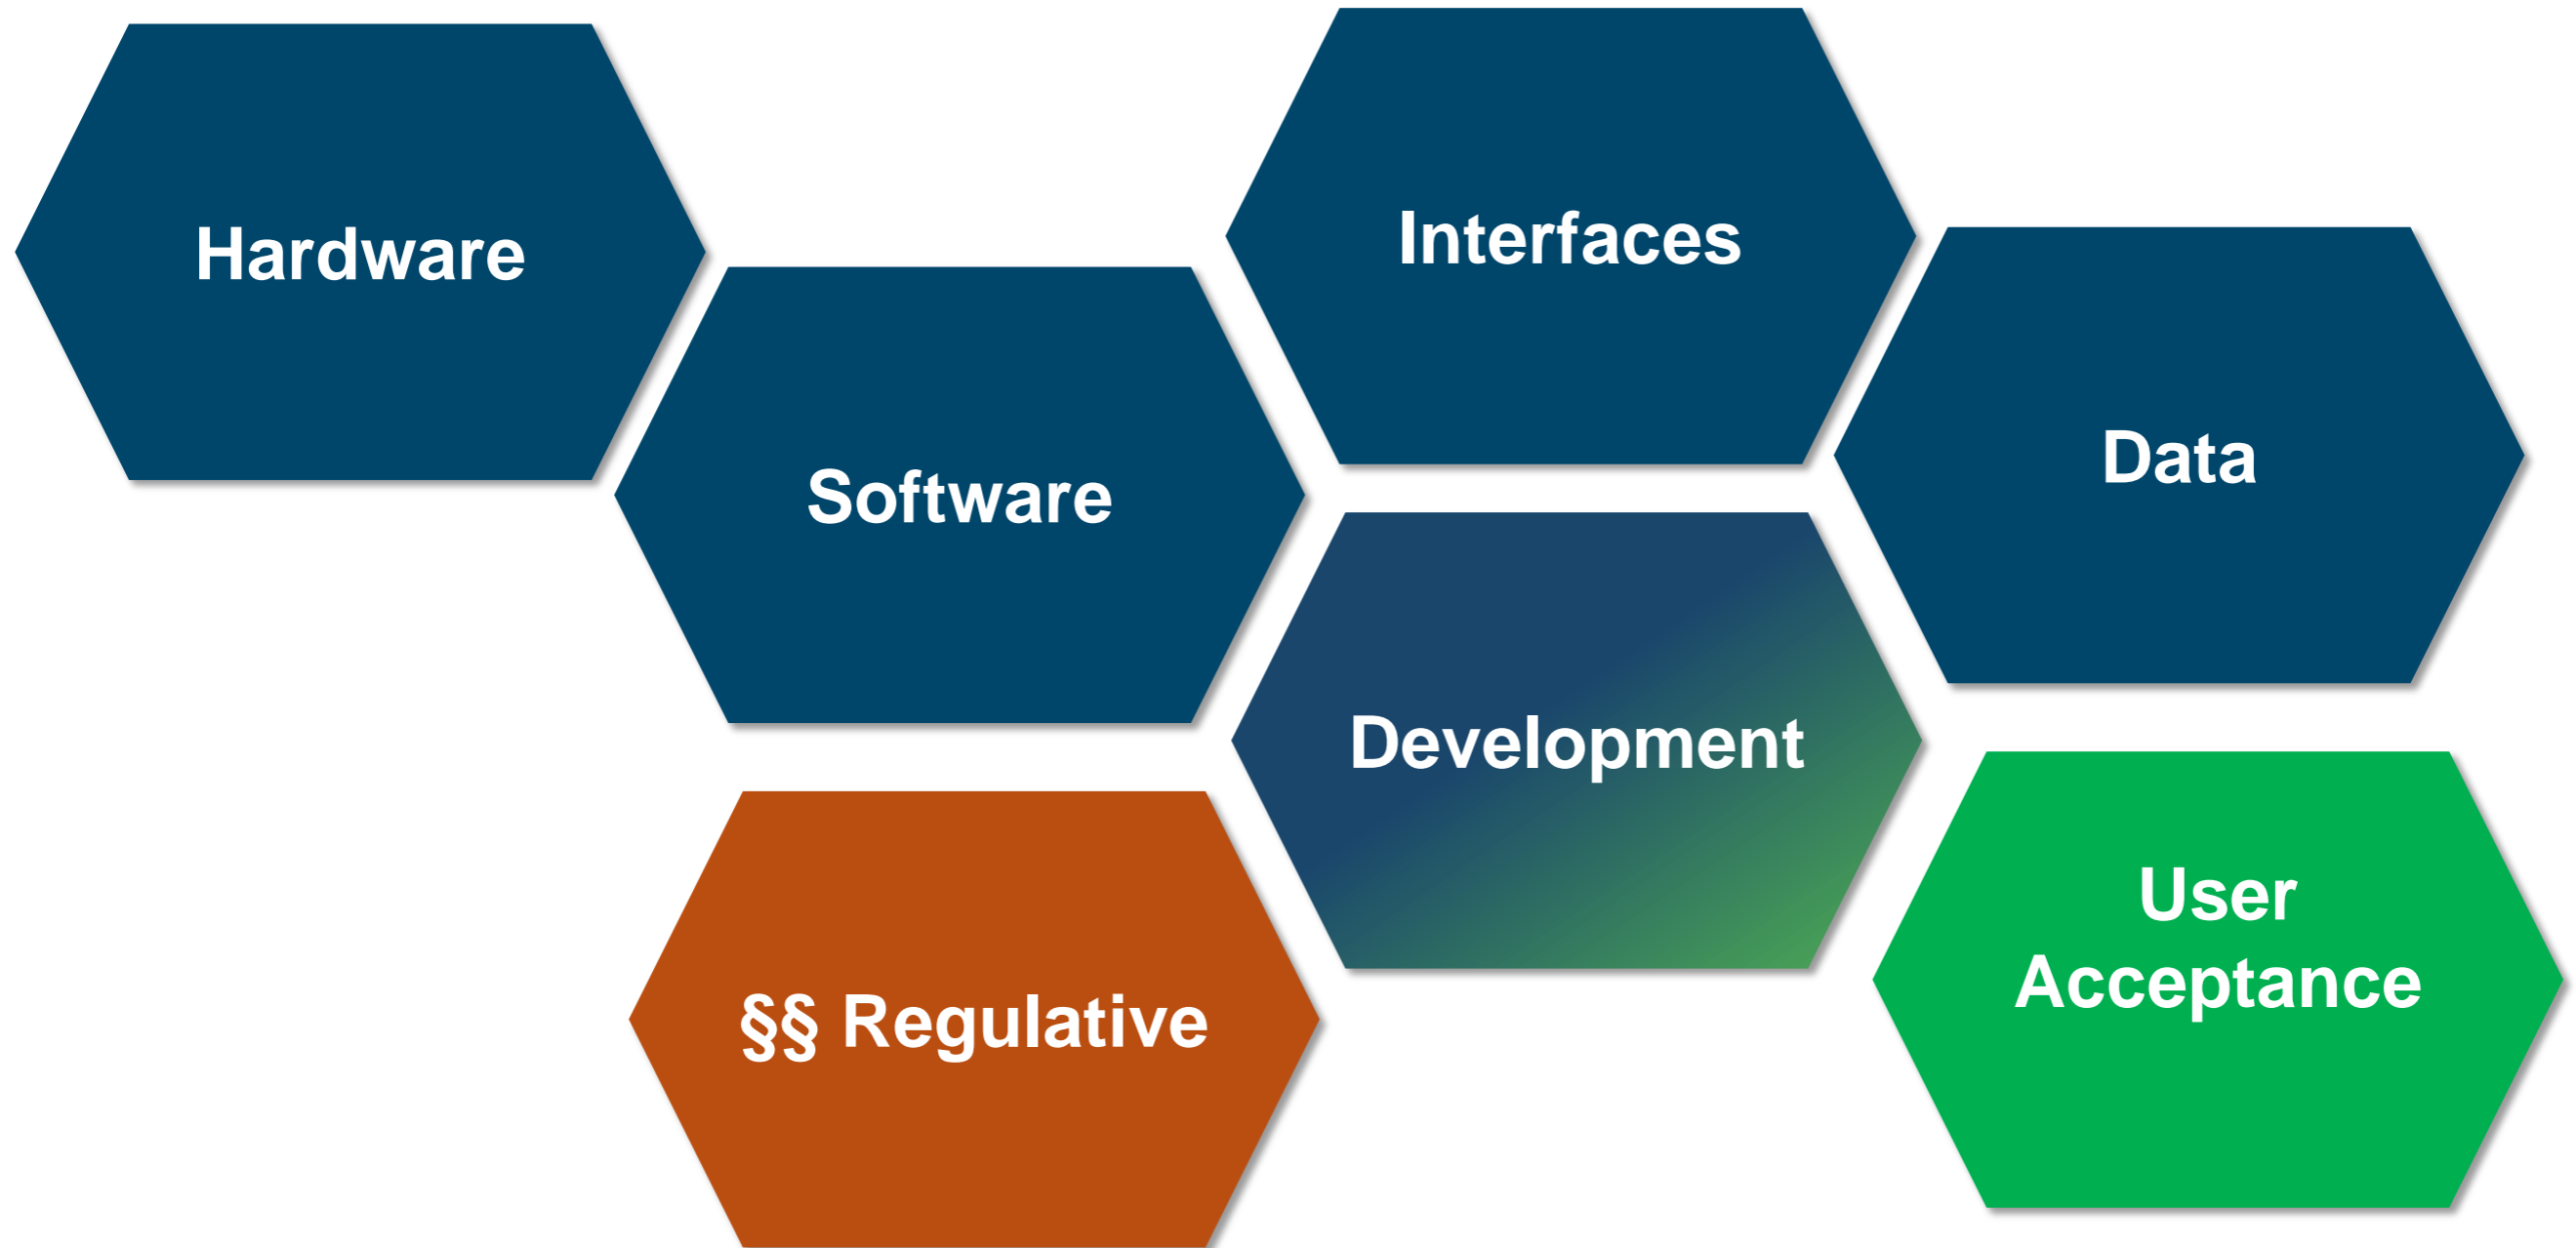 Hardware
Interfaces
Software
Data
Development
§§ Regulative
User
Acceptance